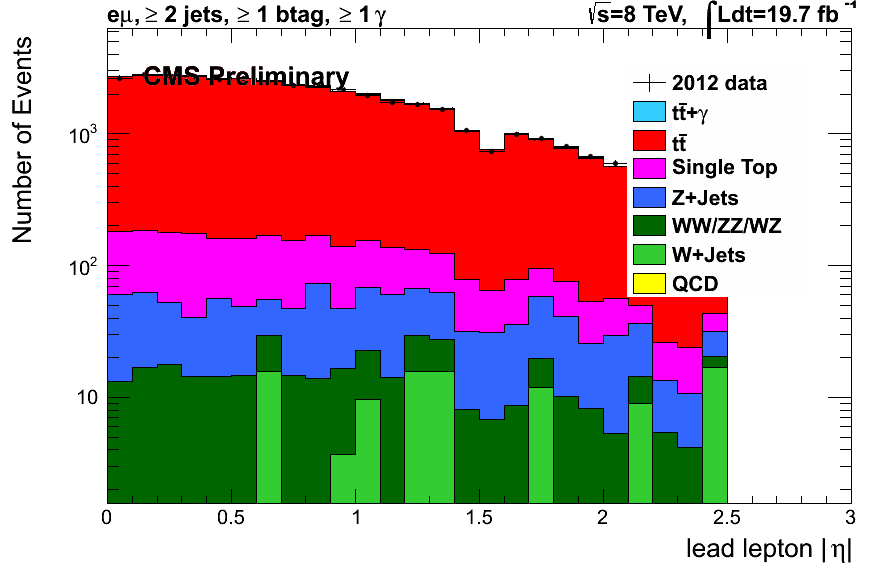 eμ, ≥ 2 jets, ≥ 1 btag, ≥ 1 γ
√s=8 TeV, ∫Ldt=19.7 fb⁻¹
CMS Preliminary
Number of Events
10³
10²
10
2012 data
tt̄+γ
tt̄
Single Top
Z+Jets
WW/ZZ/WZ
W+Jets
QCD
0 0.5 1 1.5 2 2.5 3
lead lepton |η|